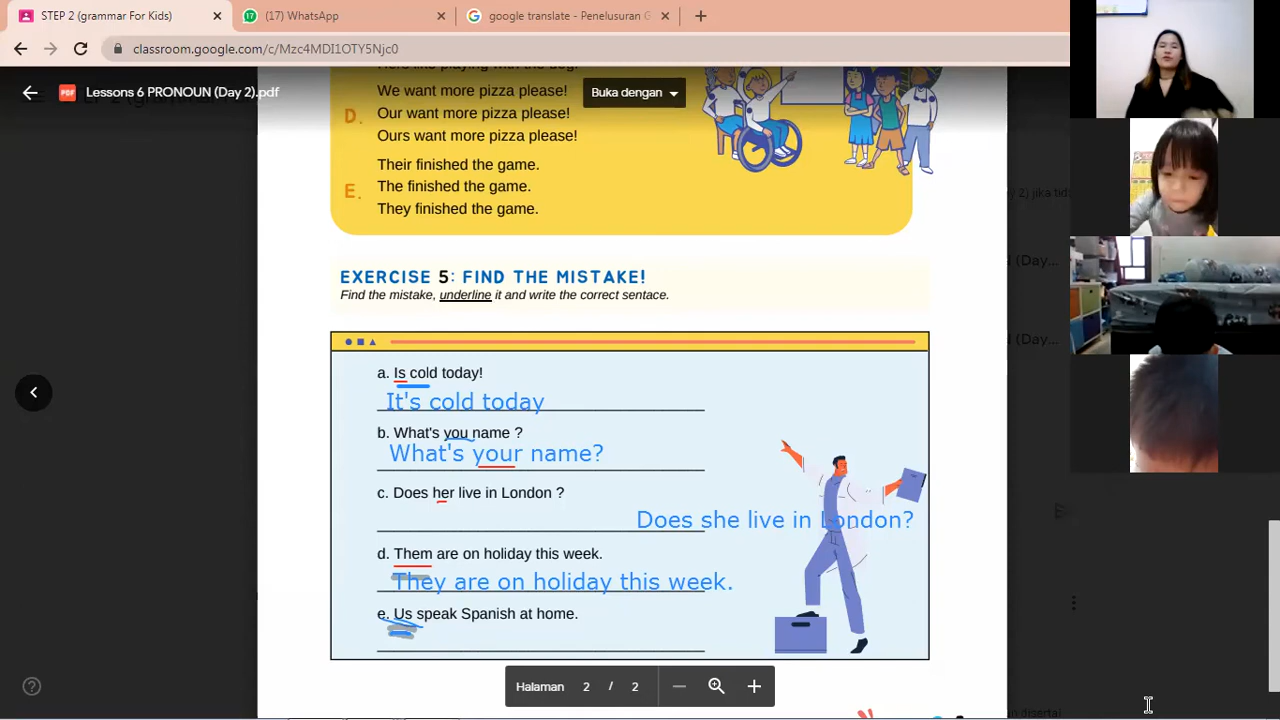 STEP 2 (grammar For Kids)
(17) WhatsApp
google translate - Penelusuran G
classroom.google.com/c/Mzc4MDI1OTY5Njc0
Lessons 6 PRONOUN (Day 2).pdf
Buka dengan
We want more pizza please!
D. Our want more pizza please!
Ours want more pizza please!
Their finished the game.
E. The finished the game.
They finished the game.
EXERCISE 5: FIND THE MISTAKE!
Find the mistake, underline it and write the correct sentace.
a. Is cold today!
It's cold today
b. What's you name ?
What's your name?
c. Does her live in London ?
Does she live in London?
d. Them are on holiday this week.
They are on holiday this week.
e. Us speak Spanish at home.
Halaman 2 / 2